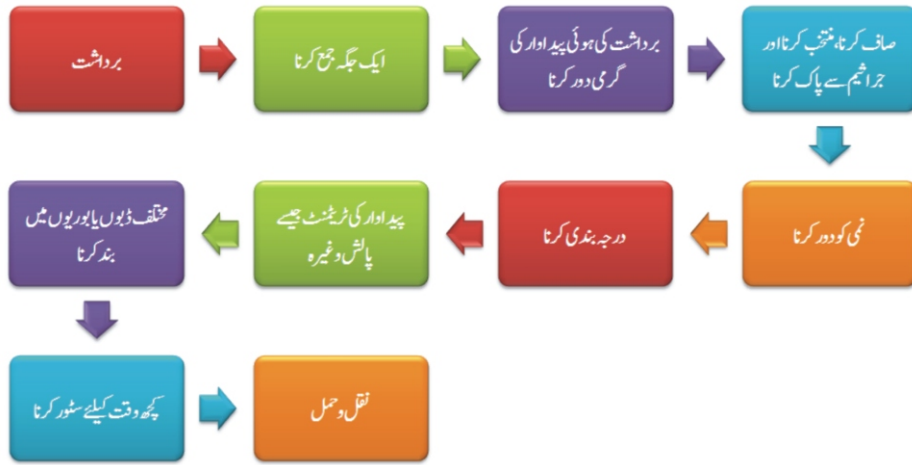 برداشت
ایک جگہ جمع کرنا
برداشت کی ہوئی پیداوار کی
گرمی دور کرنا
صاف کرنا، منتخب کرنا اور
جراثیم سے پاک کرنا
نمی کو دور کرنا
درجہ بندی کرنا
پیداوار کی ٹریٹمنٹ جیسے
پالش وغیرہ
مختلف ڈبوں یا بوریوں میں
بند کرنا
کچھ وقت کیلئے سٹور کرنا
نقل و حمل